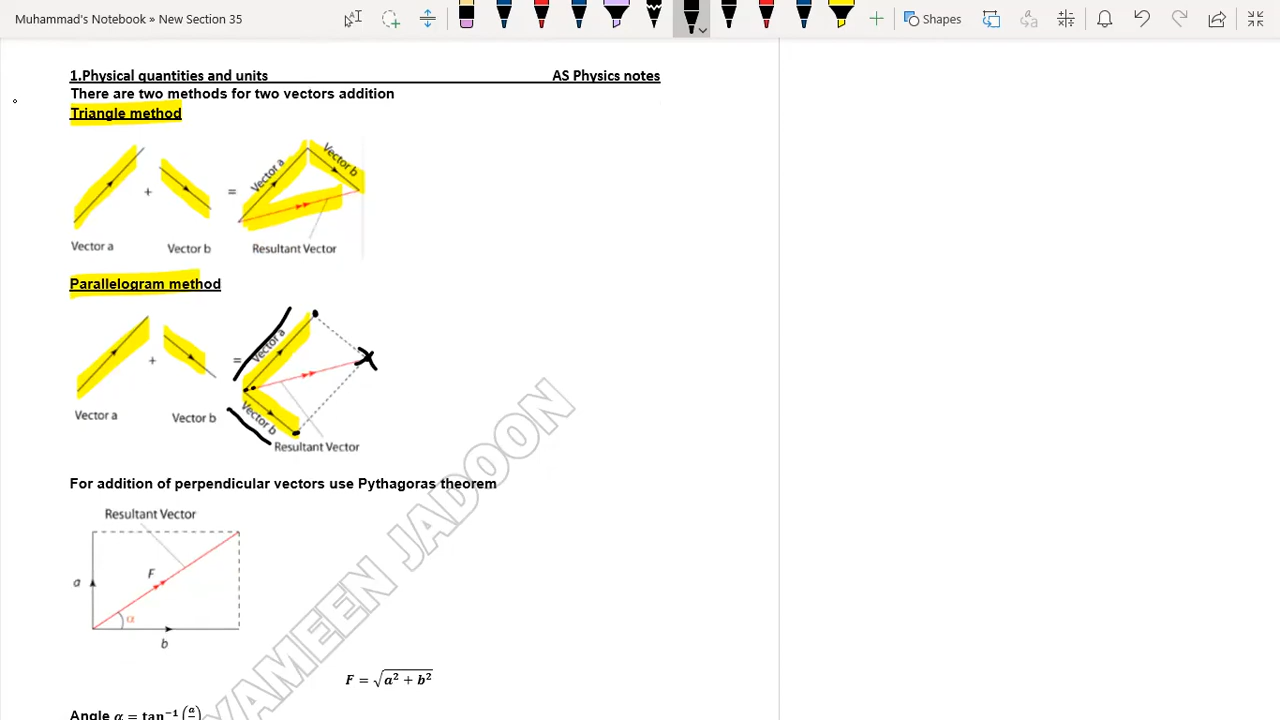 Muhammad's Notebook » New Section 35
Shapes
1.Physical quantities and units AS Physics notes
There are two methods for two vectors addition
Triangle method
+ = Vector a Vector b
Vector a Vector b Resultant Vector
Parallelogram method
+ = Vector a
Vector a Vector b Vector b
Resultant Vector
For addition of perpendicular vectors use Pythagoras theorem
Resultant Vector
F
a
α
b
F = √a² + b²
Angle α = tan⁻¹ (a
YAMEEN JADOON